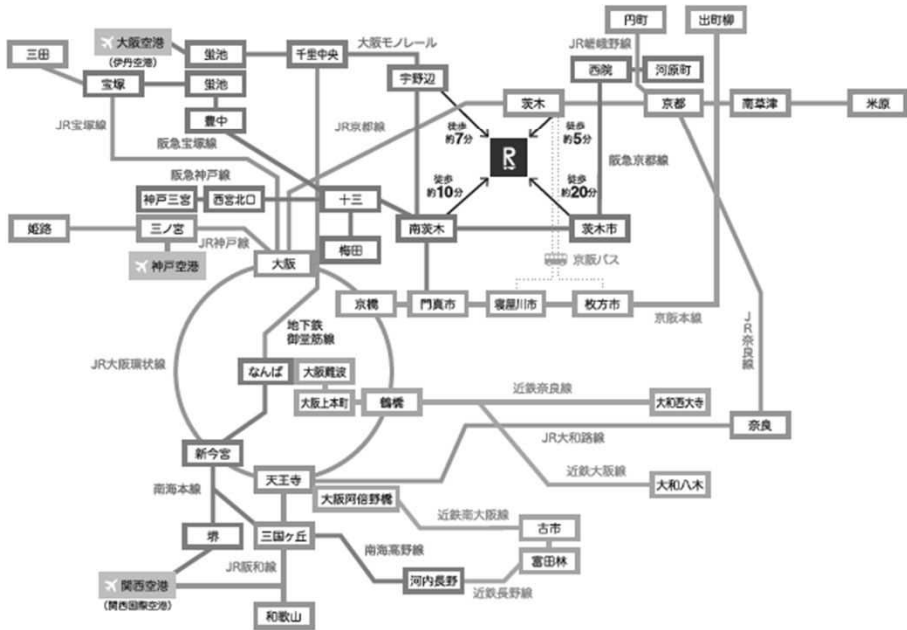 円町
出町柳
大阪空港
(伊丹空港)
蛍池
千里中央
大阪モノレール
JR嵯峨野線
三田
宝塚
蛍池
宇野辺
西院
河原町
豊中
茨木
京都
南草津
米原
JR宝塚線
JR京都線
徒歩
約7分
徒歩
約5分
阪急宝塚線
R
阪急京都線
阪急神戸線
徒歩
約10分
徒歩
約20分
神戸三宮
西宮北口
十三
姫路
三ノ宮
JR神戸線
南茨木
茨木市
梅田
神戸空港
大阪
京阪バス
京橋
門真市
寝屋川市
枚方市
京阪本線
JR奈良線
地下鉄
御堂筋線
JR大阪環状線
なんば
大阪難波
近鉄奈良線
大阪上本町
鶴橋
大和西大寺
奈良
JR大和路線
新今宮
天王寺
近鉄大阪線
大和八木
南海本線
大阪阿倍野橋
近鉄南大阪線
古市
堺
三国ヶ丘
南海高野線
富田林
JR阪和線
関西空港
(関西国際空港)
河内長野
近鉄長野線
和歌山